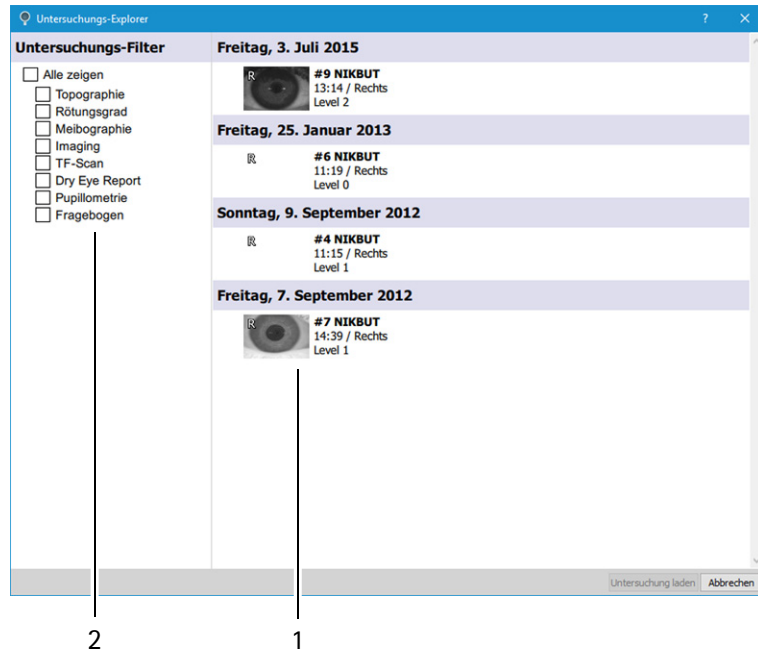 Untersuchungs-Explorer
?
Untersuchungs-Filter
Alle zeigen
Topographie
Rötungsgrad
Meibographie
Imaging
TF-Scan
Dry Eye Report
Pupillometrie
Fragebogen
Freitag, 3. Juli 2015
R
#9 NIKBUT
13:14 / Rechts
Level 2
Freitag, 25. Januar 2013
R
#6 NIKBUT
11:19 / Rechts
Level 0
Sonntag, 9. September 2012
R
#4 NIKBUT
11:15 / Rechts
Level 1
Freitag, 7. September 2012
R
#7 NIKBUT
14:39 / Rechts
Level 1
Untersuchung laden
Abbrechen
2
1